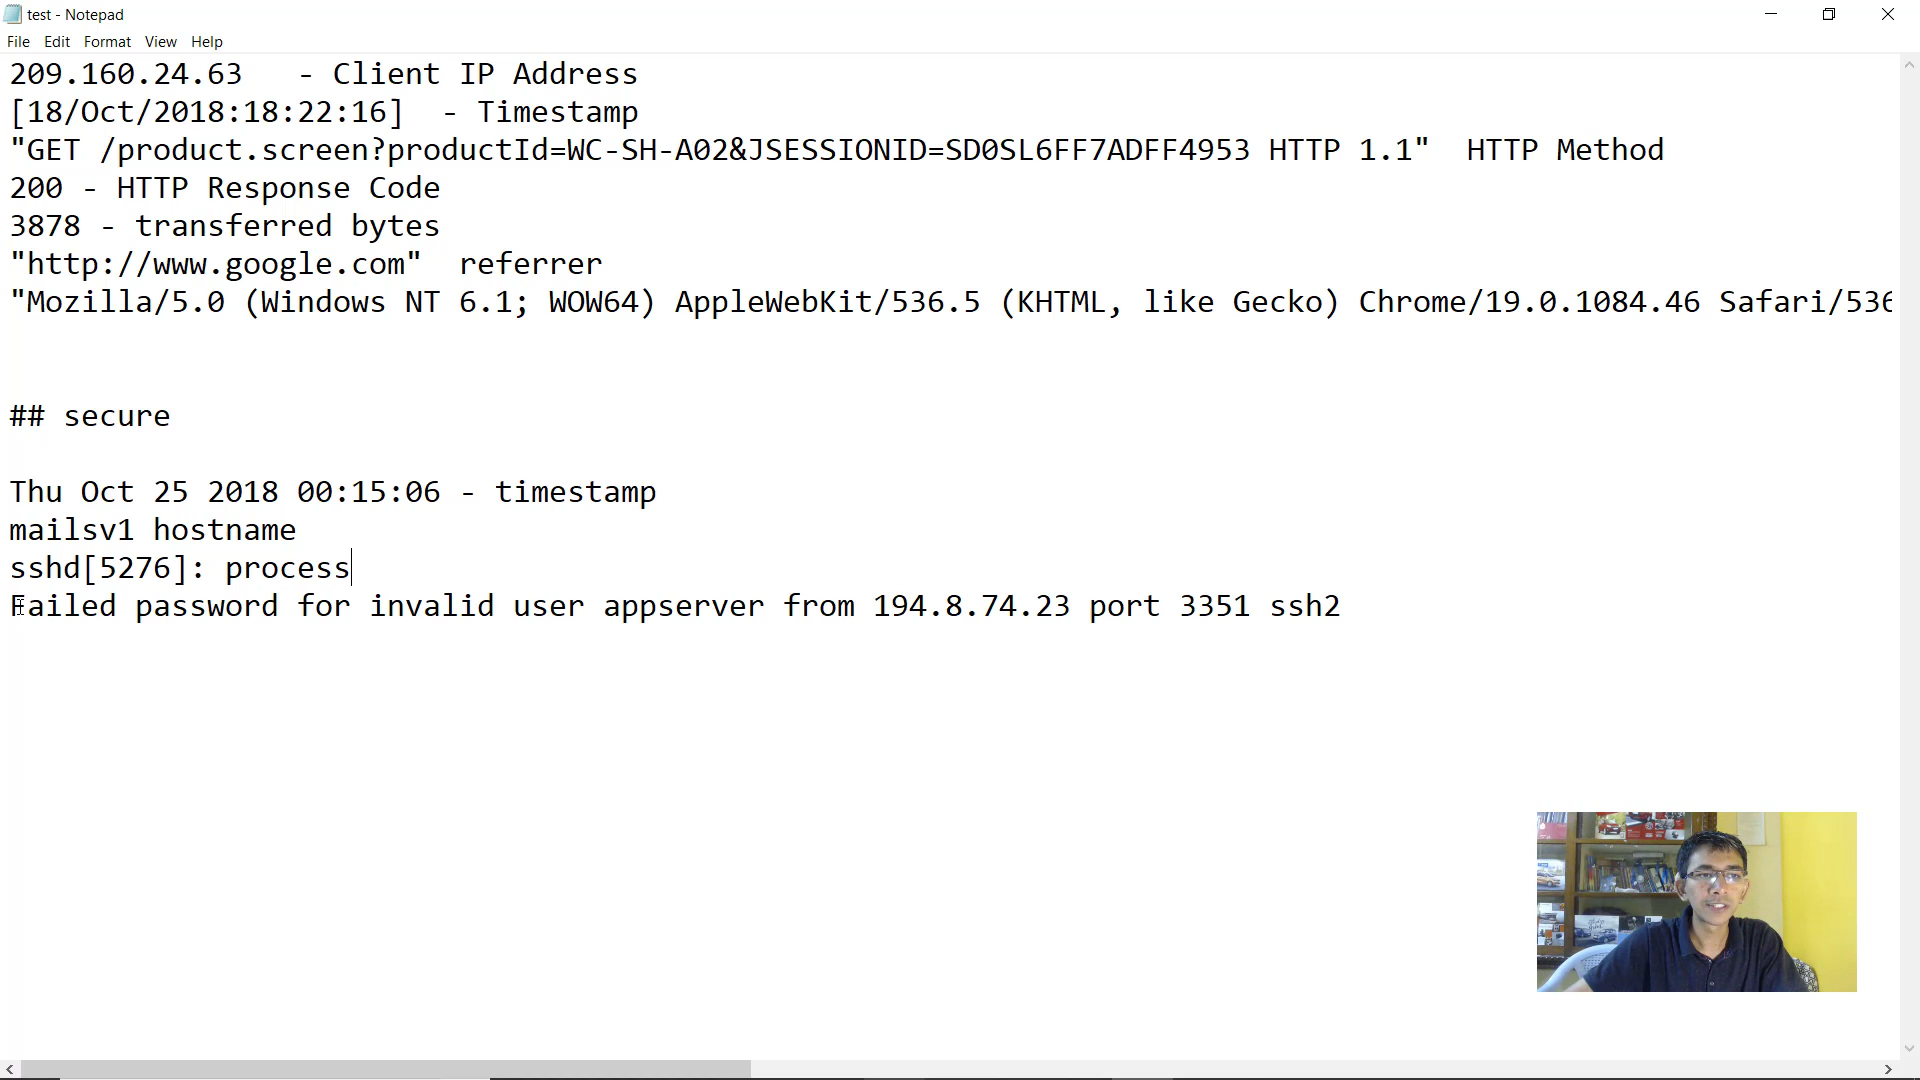 test - Notepad
File Edit Format View Help
209.160.24.63   - Client IP Address
[18/Oct/2018:18:22:16]  - Timestamp
"GET /product.screen?productId=WC-SH-A02&JSESSIONID=SD0SL6FF7ADFF4953 HTTP 1.1"  HTTP Method
200 - HTTP Response Code
3878 - transferred bytes
"http://www.google.com"  referrer
"Mozilla/5.0 (Windows NT 6.1; WOW64) AppleWebKit/536.5 (KHTML, like Gecko) Chrome/19.0.1084.46 Safari/536
## secure
Thu Oct 25 2018 00:15:06 - timestamp
mailsv1 hostname
sshd[5276]: process
Failed password for invalid user appserver from 194.8.74.23 port 3351 ssh2